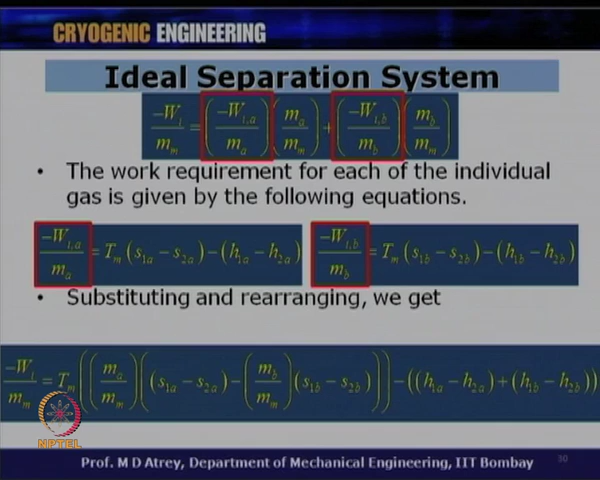 CRYOGENIC ENGINEERING
Ideal Separation System
−W_i/m_m = (−W_{i,a}/m_a)(m_a/m_m) + (−W_{i,b}/m_b)(m_b/m_m)
• The work requirement for each of the individual
gas is given by the following equations.
−W_{i,a}/m_a = T_m(s_{1a} − s_{2a}) − (h_{1a} − h_{2a}) −W_{i,b}/m_b = T_m(s_{1b} − s_{2b}) − (h_{1b} − h_{2b})
• Substituting and rearranging, we get
−W_i/m_m = T_m((m_a/m_m)((s_{1a} − s_{2a}) − (m_b/m_m)(s_{1b} − s_{2b}))) − ((h_{1a} − h_{2a}) + (h_{1b} − h_{2b}))
NPTEL
Prof. M D Atrey, Department of Mechanical Engineering, IIT Bombay 30